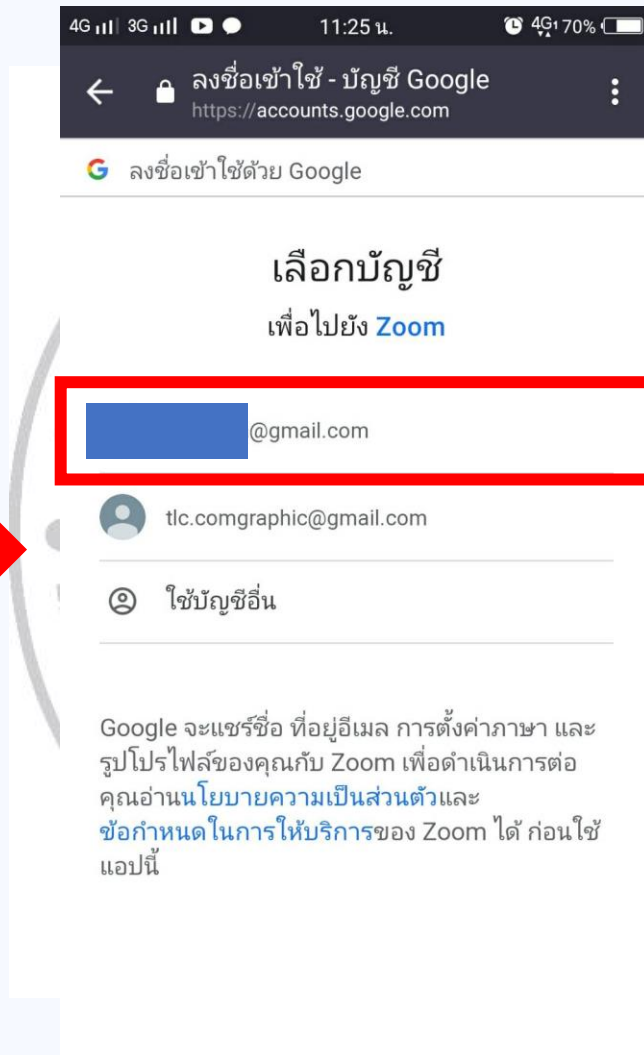 4G 3G 11:25 น. 4G1 70%
ลงชื่อเข้าใช้ - บัญชี Google
https://accounts.google.com
ลงชื่อเข้าใช้ด้วย Google
เลือกบัญชี
เพื่อไปยัง Zoom
@gmail.com
tlc.comgraphic@gmail.com
ใช้บัญชีอื่น
Google จะแชร์ชื่อ ที่อยู่อีเมล การตั้งค่าภาษา และ
รูปโปรไฟล์ของคุณกับ Zoom เพื่อดำเนินการต่อ
คุณอ่านนโยบายความเป็นส่วนตัวและ
ข้อกำหนดในการให้บริการของ Zoom ได้ ก่อนใช้
แอปนี้